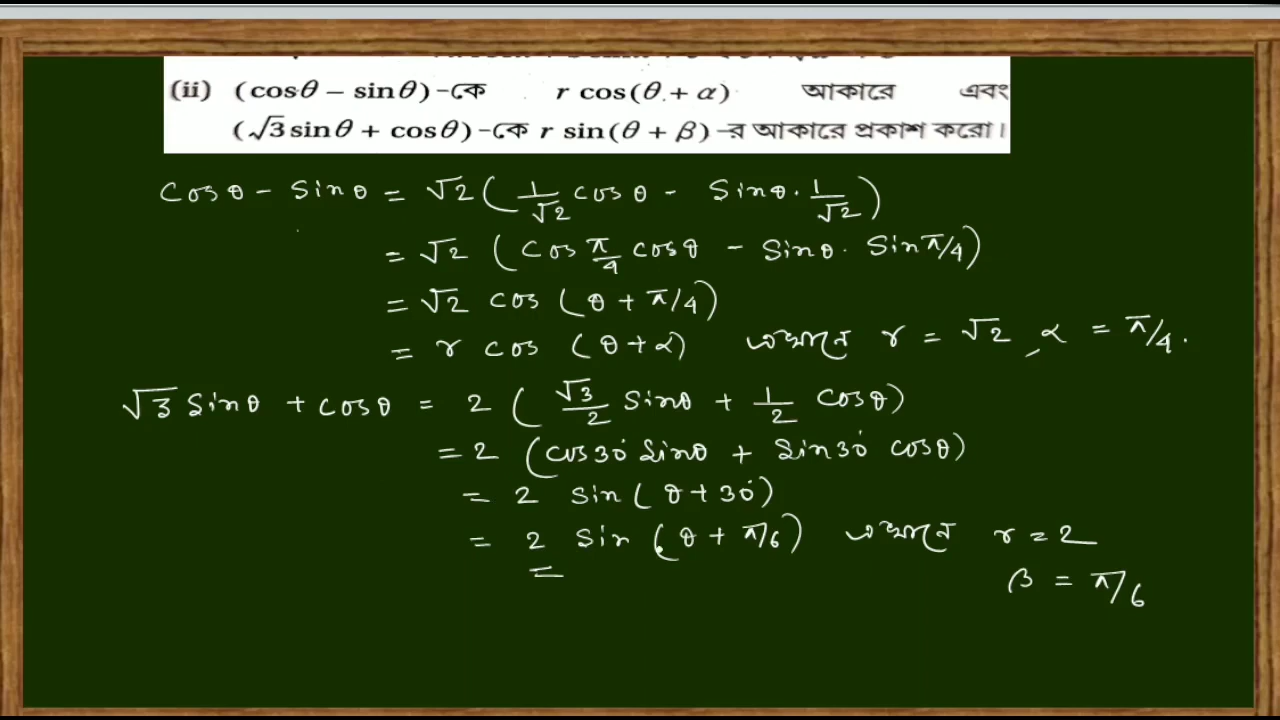 (ii) (cosθ − sinθ)-কে r cos(θ + α) আকারে এবং
(√3sinθ + cosθ)-কে r sin(θ + β)-র আকারে প্রকাশ করো।
Cosθ − Sinθ = √2 ( 1/√2 cosθ − Sinθ. 1/√2 )
= √2 ( Cos π/4 cosθ − Sinθ. Sinπ/4 )
= √2 cos (θ + π/4)
= r cos (θ+α) এখানে r = √2, α = π/4.
√3 Sinθ + cosθ = 2 ( √3/2 Sinθ + 1/2 Cosθ )
= 2 (cos30° Sinθ + Sin30° cosθ)
= 2 Sin (θ+30°)
= 2 Sin (θ + π/6) এখানে r = 2
β = π/6